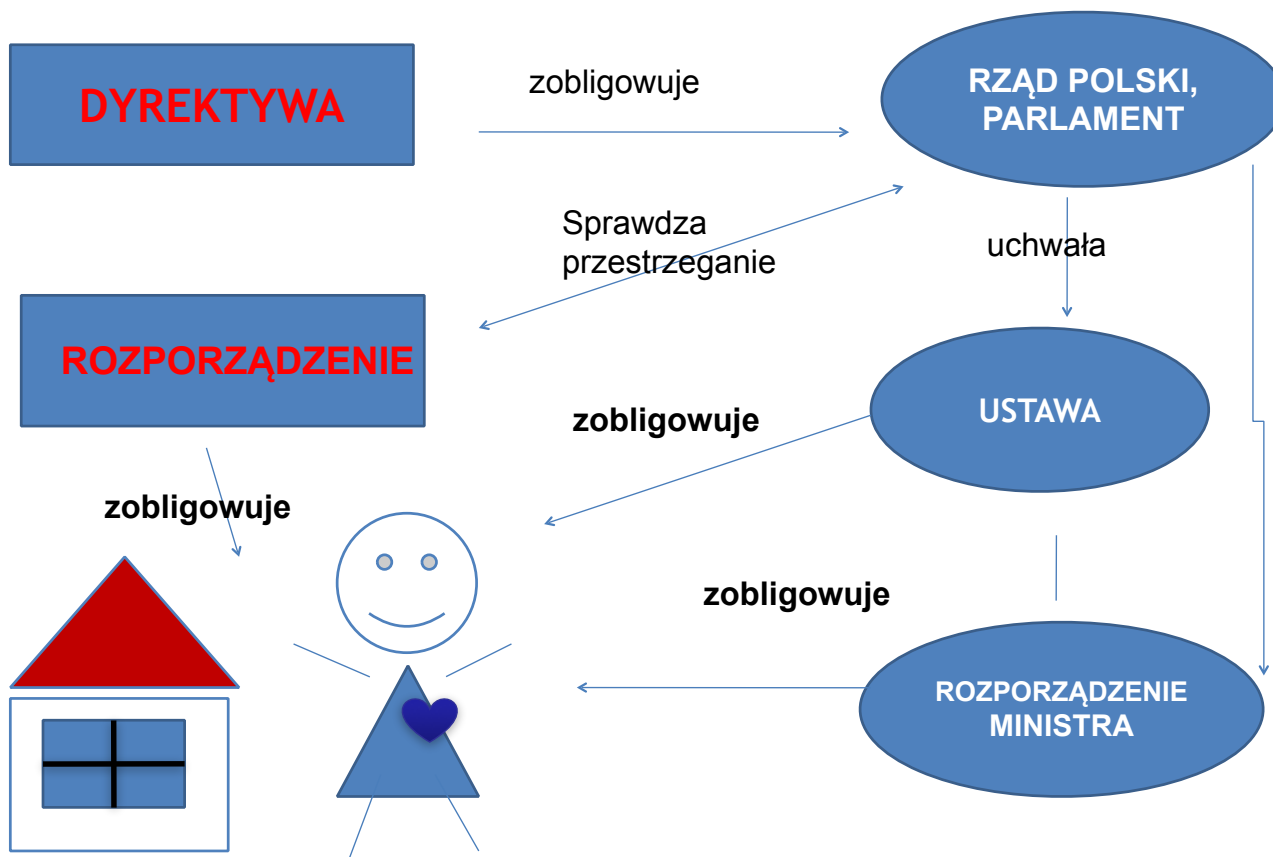 DYREKTYWA
zobligowuje
RZĄD POLSKI,
PARLAMENT
Sprawdza
przestrzeganie
uchwała
ROZPORZĄDZENIE
zobligowuje
USTAWA
zobligowuje
zobligowuje
ROZPORZĄDZENIE
MINISTRA